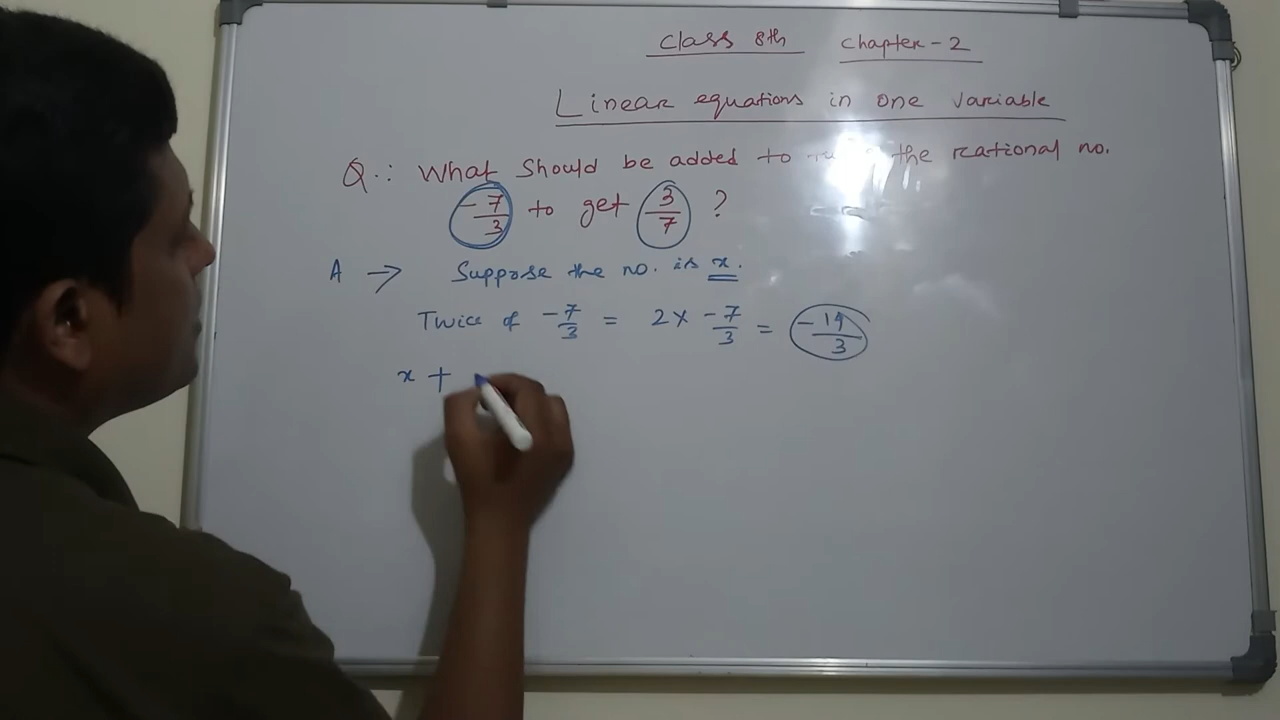 Class 8th Chapter - 2
Linear equations in one variable
Q.: What should be added to the rational no.
-7/3 to get 3/7 ?
A → Suppose the no. is x.
Twice of -7/3 = 2 x -7/3 = -14/3
x +